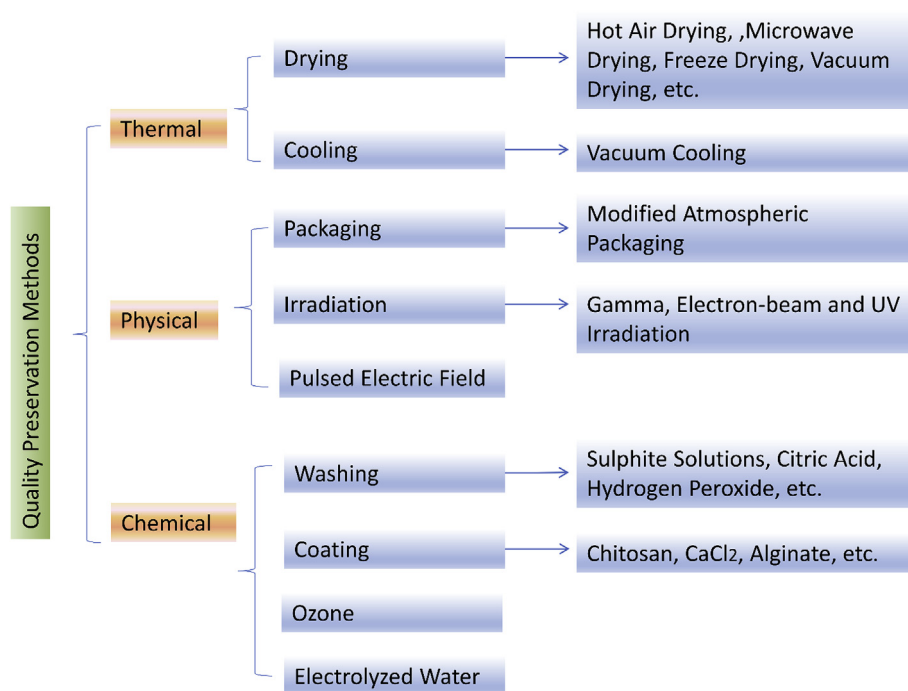 Quality Preservation Methods
Thermal
Drying
Hot Air Drying, ,Microwave
Drying, Freeze Drying, Vacuum
Drying, etc.
Cooling
Vacuum Cooling
Physical
Packaging
Modified Atmospheric
Packaging
Irradiation
Gamma, Electron-beam and UV
Irradiation
Pulsed Electric Field
Chemical
Washing
Sulphite Solutions, Citric Acid,
Hydrogen Peroxide, etc.
Coating
Chitosan, CaCl2, Alginate, etc.
Ozone
Electrolyzed Water